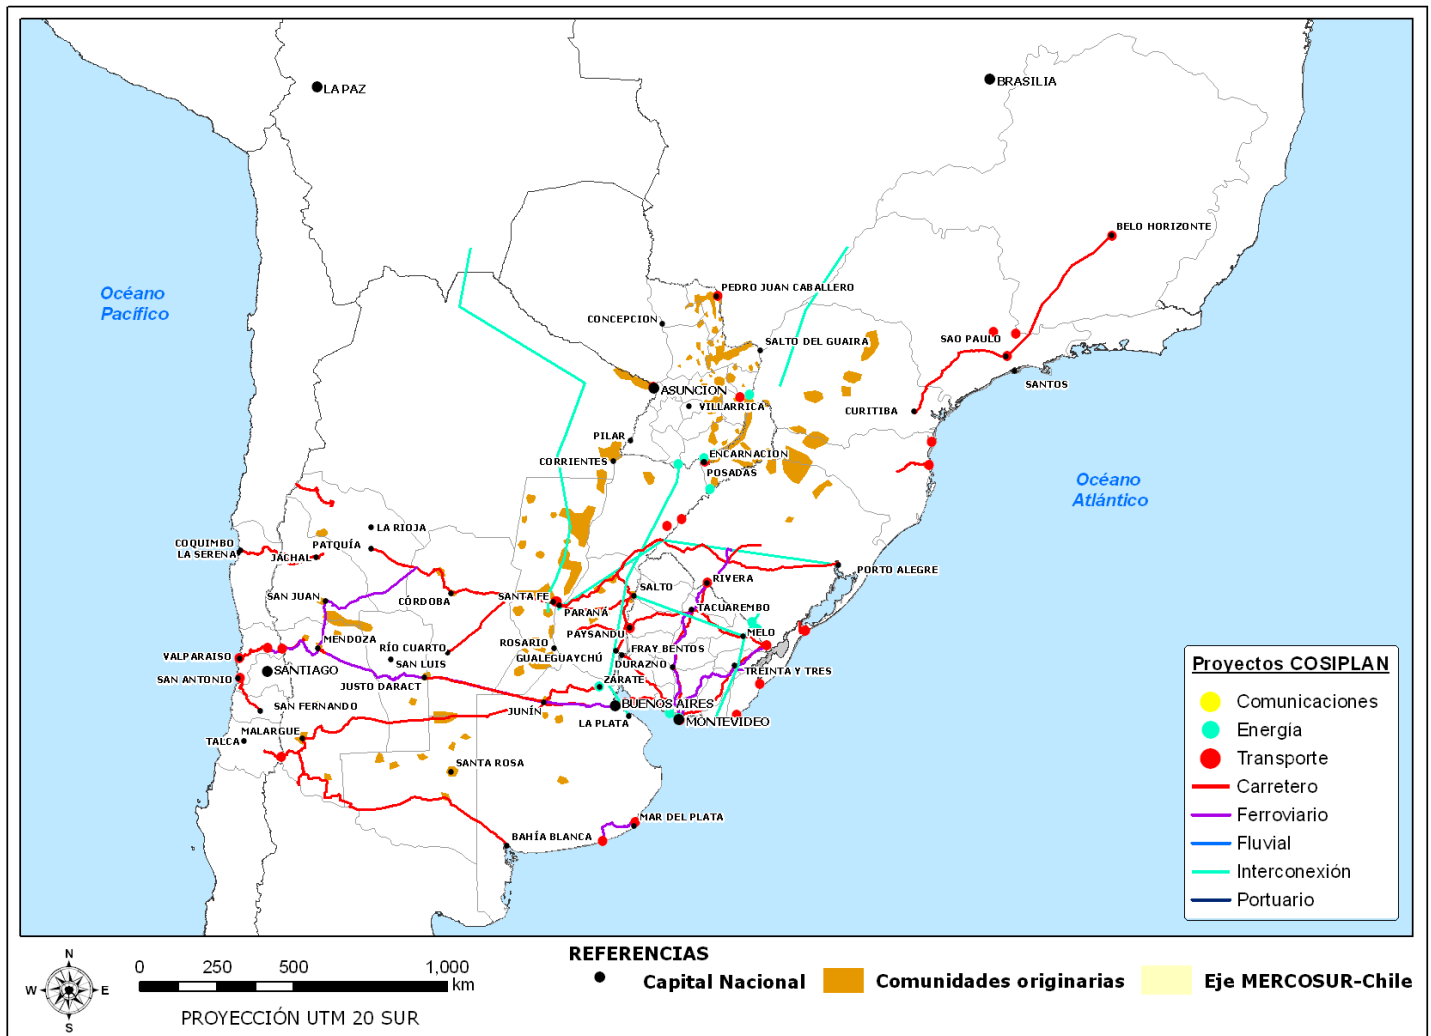 BRASILIA
LA PAZ
BELO HORIZONTE
Océano
Pacífico
PEDRO JUAN CABALLERO
CONCEPCION
SAO PAULO
SALTO DEL GUAIRA
SANTOS
ASUNCION
VILLARRICA
CURITIBA
PILAR
ENCARNACION
CORRIENTES
POSADAS
Océano
Atlántico
LA RIOJA
COQUIMBO
PATQUÍA
LA SERENA
JÁCHAL
PORTO ALEGRE
RIVERA
SALTO
SAN JUAN
SANTA FE
CÓRDOBA
TACUAREMBO
PARANÁ
PAYSANDU
MELO
MENDOZA
ROSARIO
RÍO CUARTO
FRAY BENTOS
VALPARAISO
GUALEGUAYCHÚ
SAN LUIS
DURAZNO
SANTIAGO
TREINTA Y TRES
SAN ANTONIO
JUSTO DARACT
ZÁRATE
SAN FERNANDO
BUENOS AIRES
JUNÍN
LA PLATA
MONTEVIDEO
MALARGUE
TALCA
SANTA ROSA
MAR DEL PLATA
BAHÍA BLANCA
Proyectos COSIPLAN
Comunicaciones
Energía
Transporte
Carretero
Ferroviario
Fluvial
Interconexión
Portuario
N
W
E
S
0
250
500
1,000
km
PROYECCIÓN UTM 20 SUR
REFERENCIAS
Capital Nacional
Comunidades originarias
Eje MERCOSUR-Chile